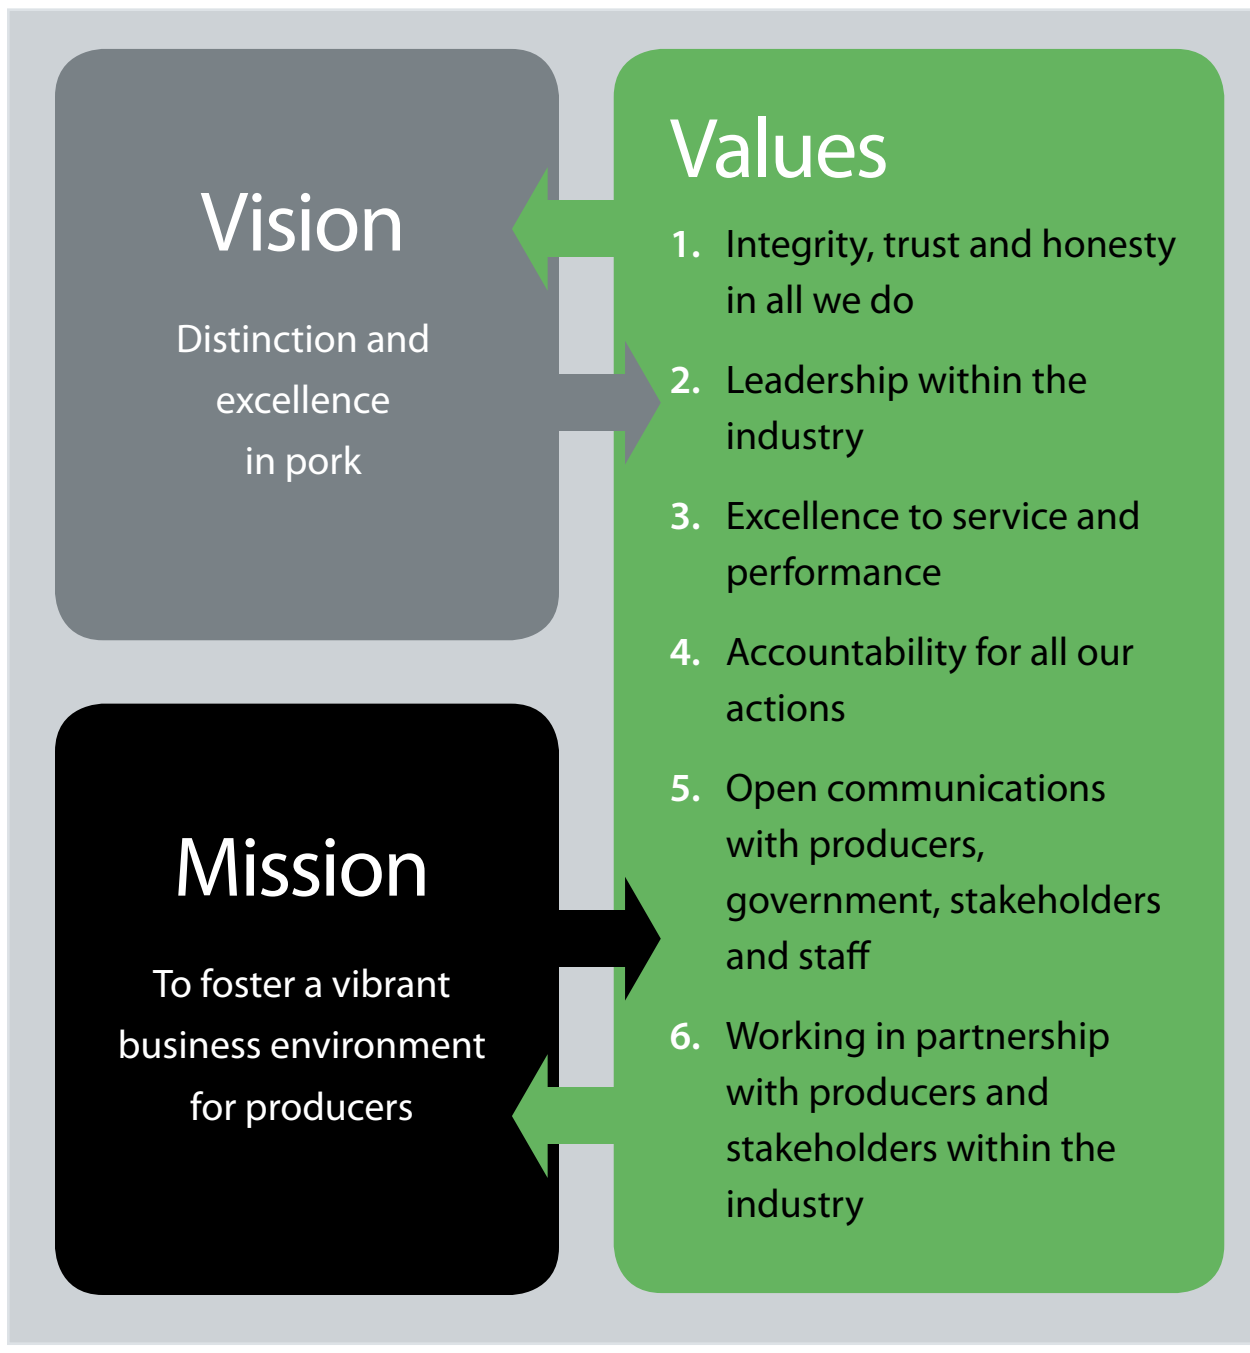 Vision
Distinction and
excellence
in pork
Mission
To foster a vibrant
business environment
for producers
Values
1. Integrity, trust and honesty
in all we do
2. Leadership within the
industry
3. Excellence to service and
performance
4. Accountability for all our
actions
5. Open communications
with producers,
government, stakeholders
and staff
6. Working in partnership
with producers and
stakeholders within the
industry